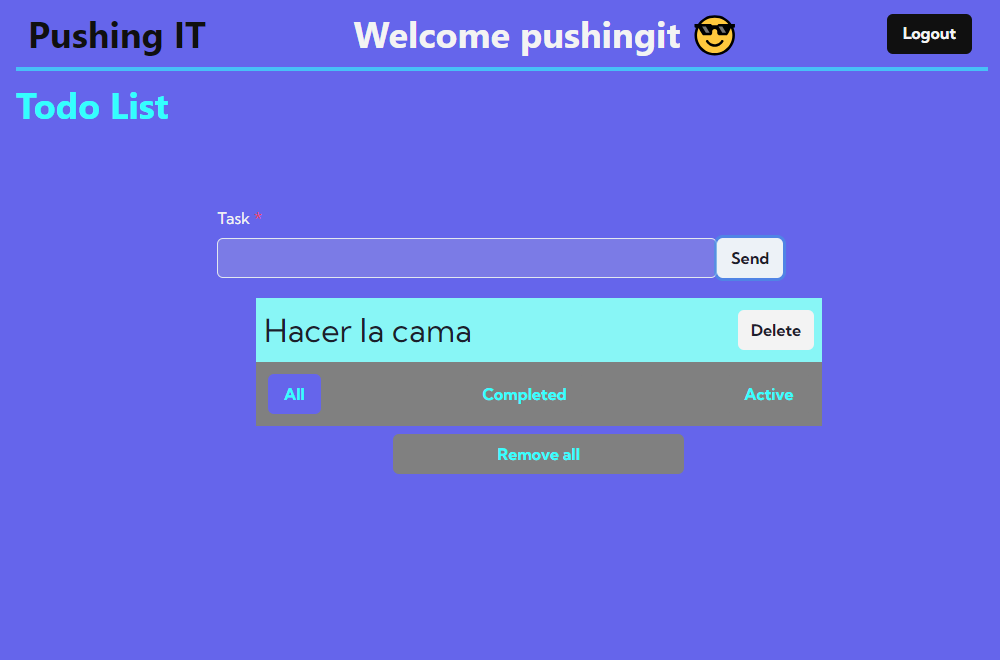 Pushing IT
Welcome pushingit 😎
Logout
Todo List
Task *
Send
Hacer la cama
Delete
All
Completed
Active
Remove all